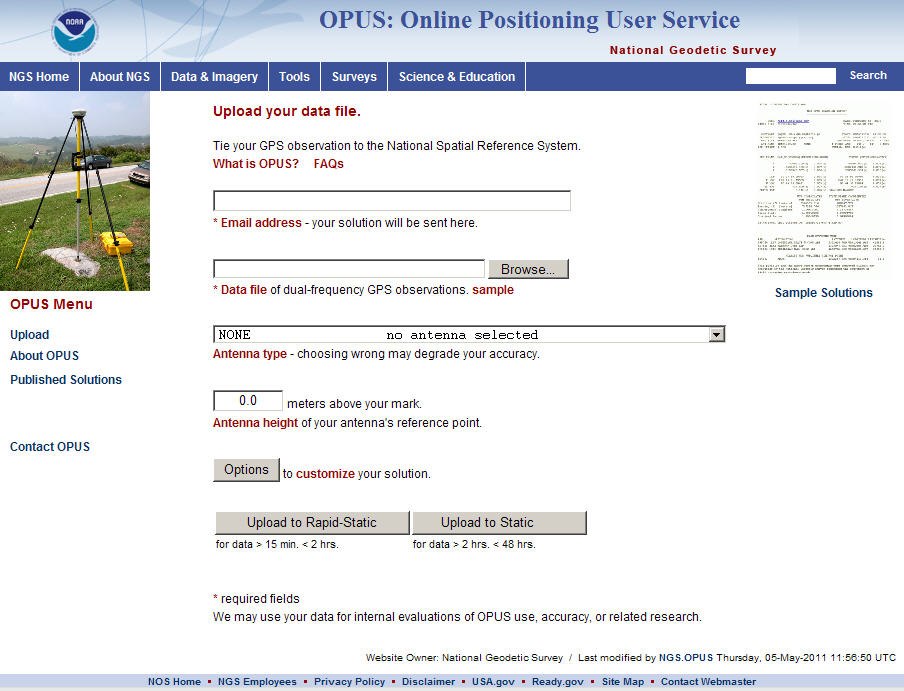 NOAA
OPUS: Online Positioning User Service
National Geodetic Survey
NGS Home
About NGS
Data & Imagery
Tools
Surveys
Science & Education
Search
Upload your data file.
Tie your GPS observation to the National Spatial Reference System.
What is OPUS? FAQs
* Email address - your solution will be sent here.
Browse...
* Data file of dual-frequency GPS observations. sample
NONE no antenna selected
Antenna type - choosing wrong may degrade your accuracy.
0.0 meters above your mark.
Antenna height of your antenna's reference point.
Options to customize your solution.
Upload to Rapid-Static Upload to Static
for data > 15 min. < 2 hrs. for data > 2 hrs. < 48 hrs.
* required fields
We may use your data for internal evaluations of OPUS use, accuracy, or related research.
OPUS Menu
Upload
About OPUS
Published Solutions
Contact OPUS
Sample Solutions
Website Owner: National Geodetic Survey / Last modified by NGS.OPUS Thursday, 05-May-2011 11:56:50 UTC
NOS Home ▪ NGS Employees ▪ Privacy Policy ▪ Disclaimer ▪ USA.gov ▪ Ready.gov ▪ Site Map ▪ Contact Webmaster